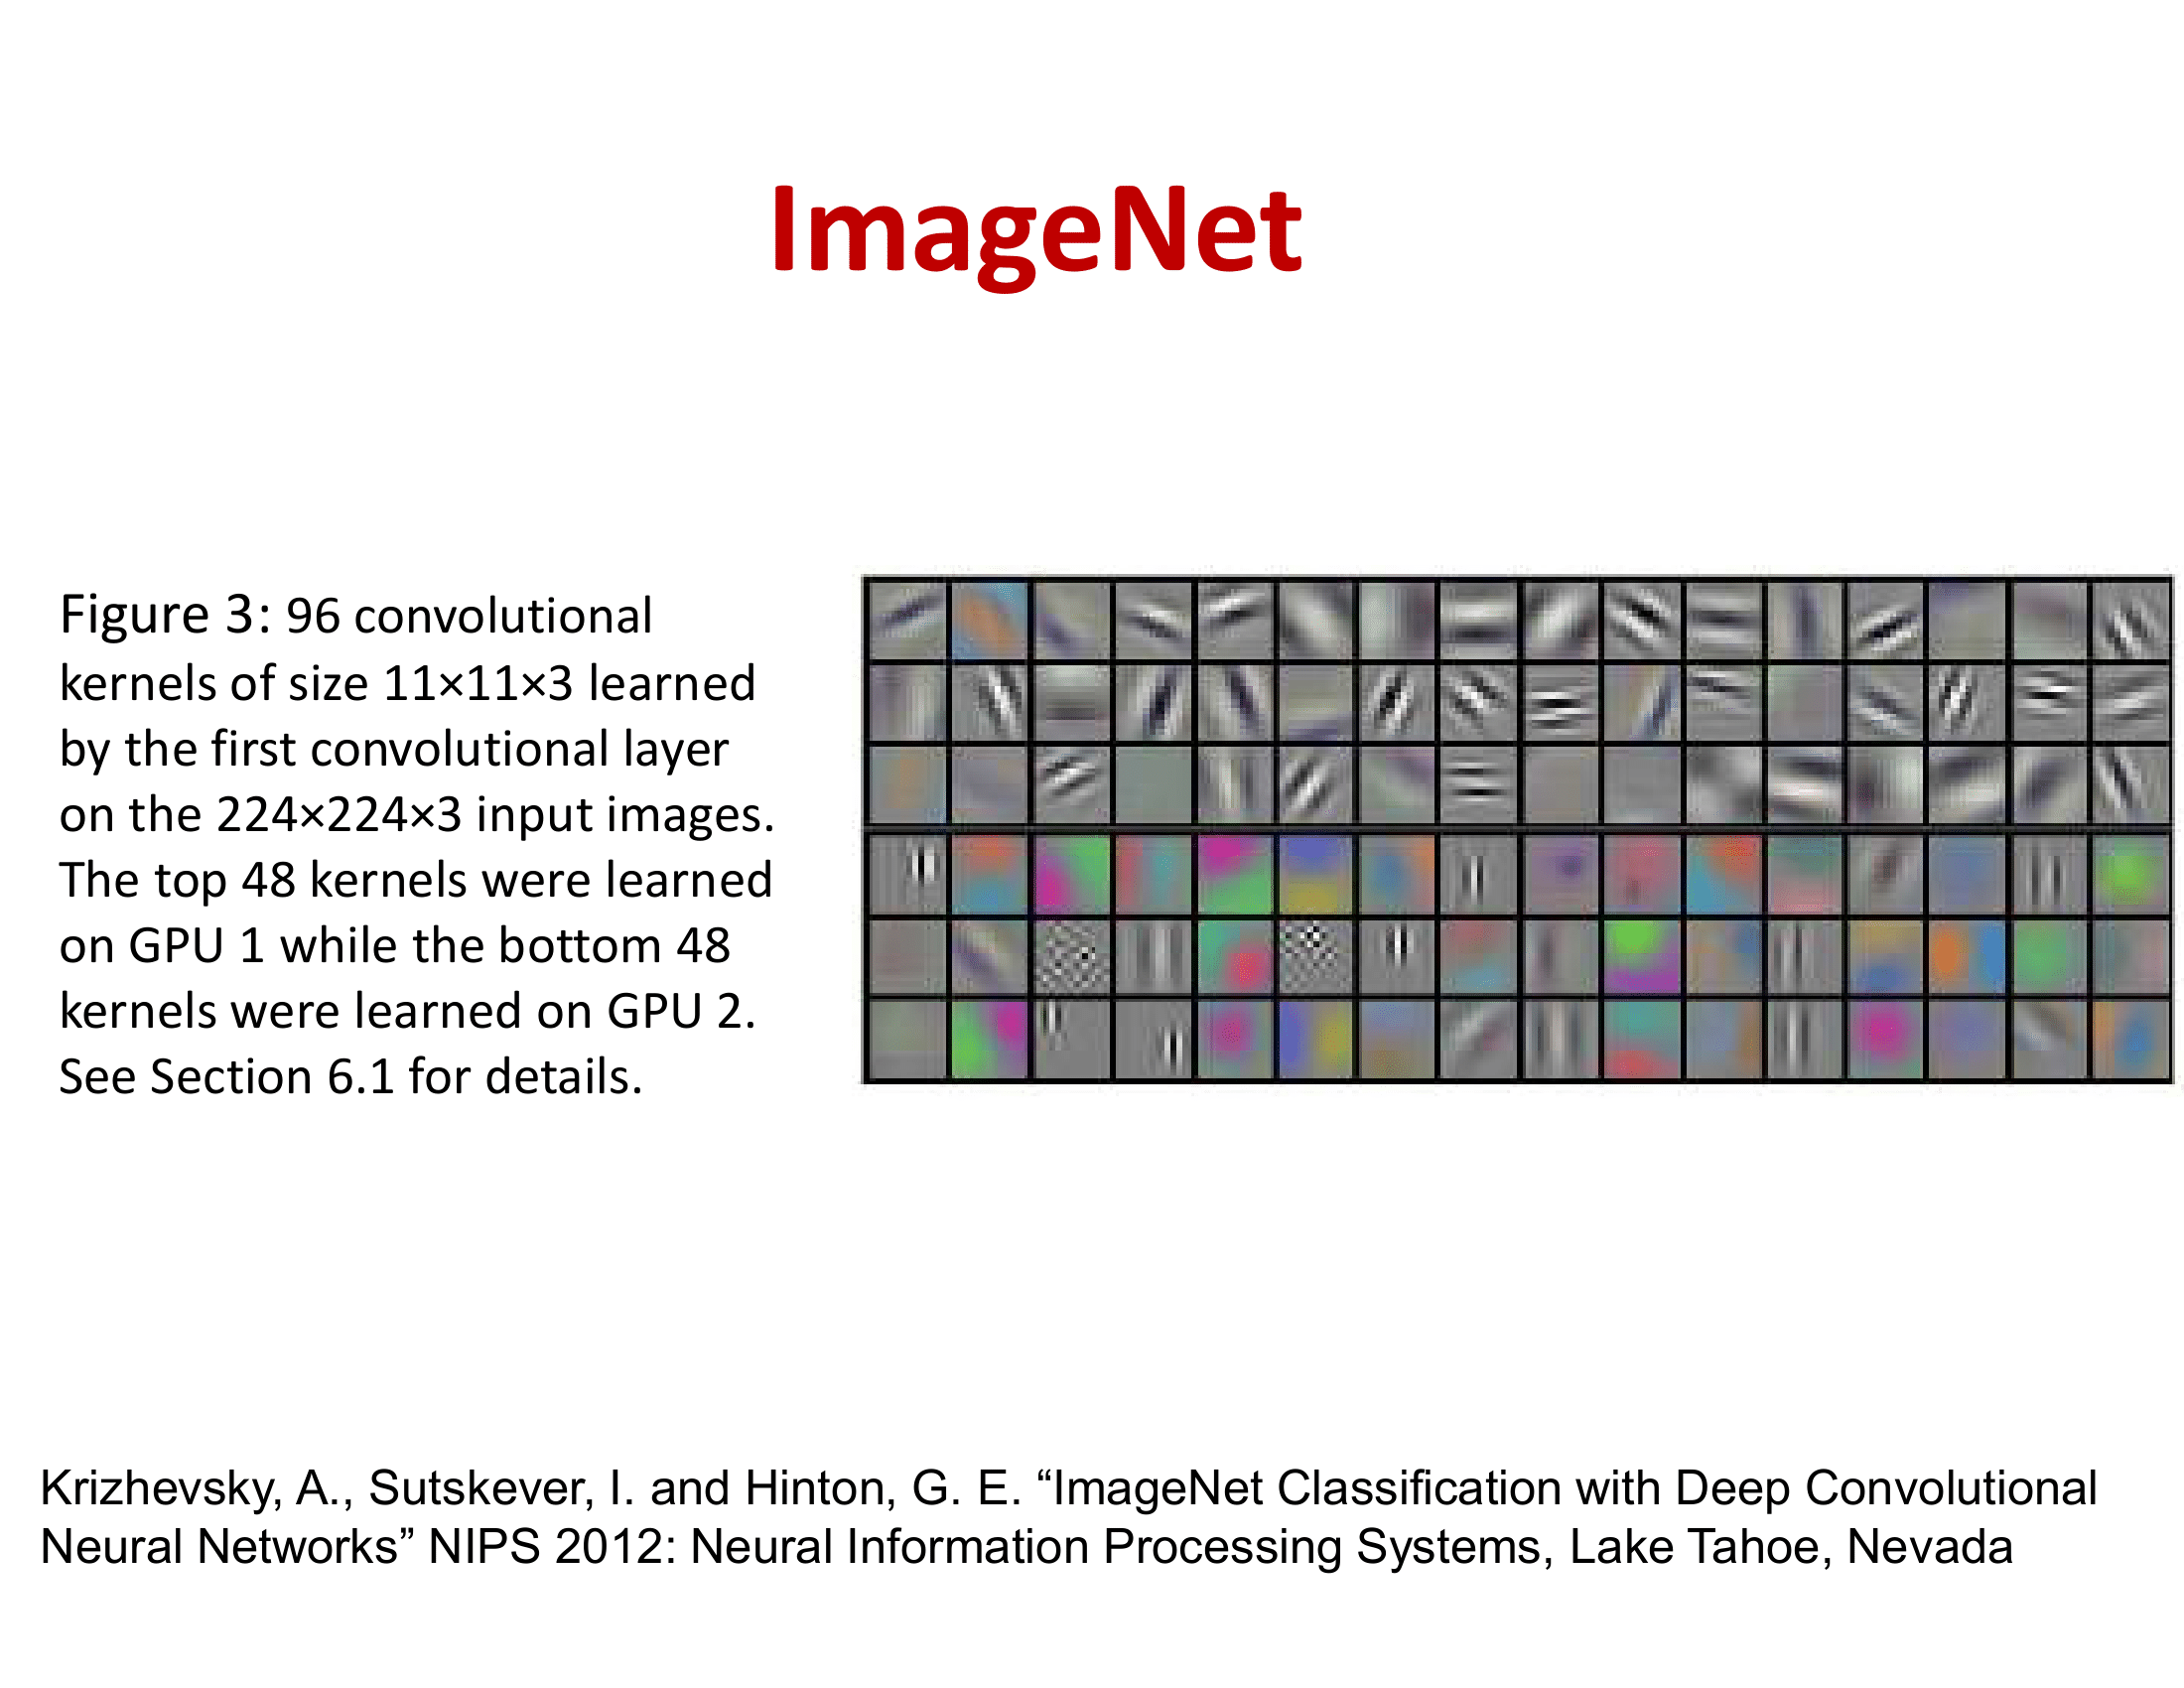 ImageNet
Figure 3: 96 convolutional
kernels of size 11×11×3 learned
by the first convolutional layer
on the 224×224×3 input images.
The top 48 kernels were learned
on GPU 1 while the bottom 48
kernels were learned on GPU 2.
See Section 6.1 for details.
Krizhevsky, A., Sutskever, I. and Hinton, G. E. “ImageNet Classification with Deep Convolutional
Neural Networks” NIPS 2012: Neural Information Processing Systems, Lake Tahoe, Nevada